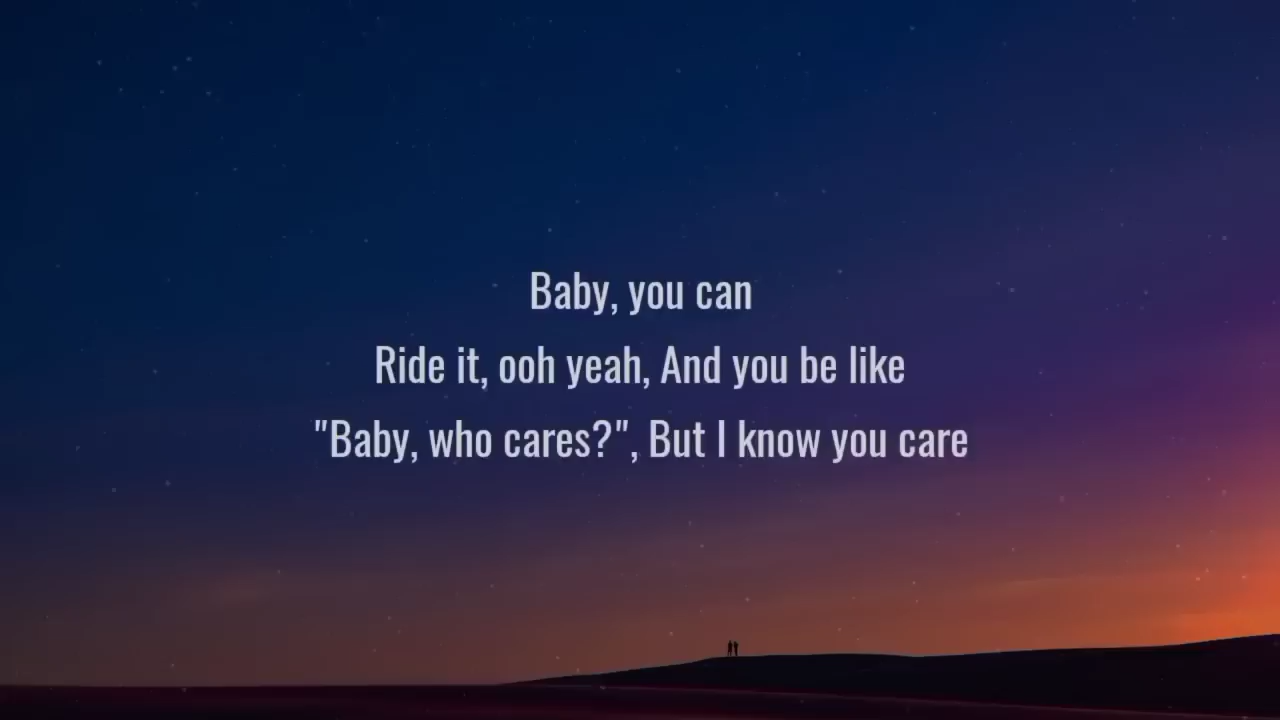 Baby, you can
Ride it, ooh yeah, And you be like
"Baby, who cares?", But I know you care